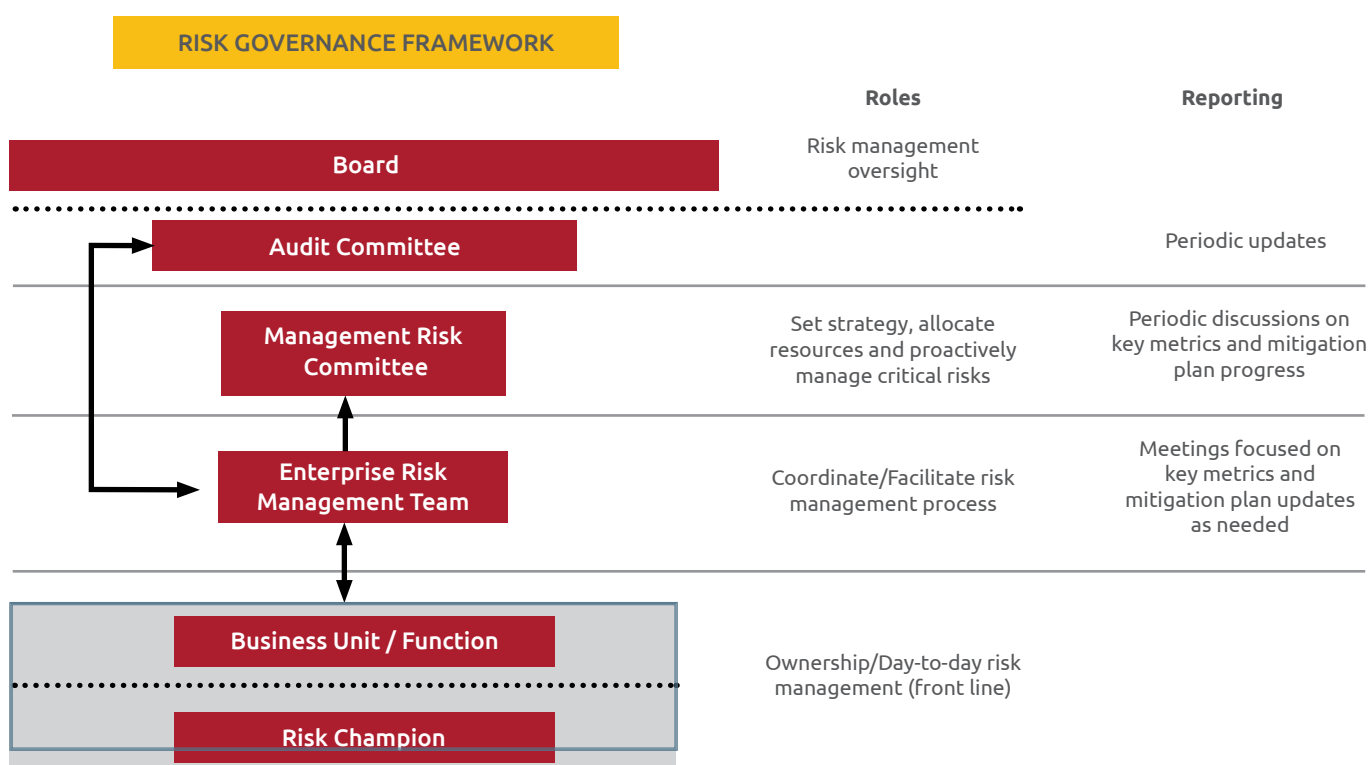 RISK GOVERNANCE FRAMEWORK
Roles
Reporting
Board
Risk management
oversight
Audit Committee
Periodic updates
Management Risk
Committee
Set strategy, allocate
resources and proactively
manage critical risks
Periodic discussions on
key metrics and mitigation
plan progress
Enterprise Risk
Management Team
Coordinate/Facilitate risk
management process
Meetings focused on
key metrics and
mitigation plan updates
as needed
Business Unit / Function
Ownership/Day-to-day risk
management (front line)
Risk Champion